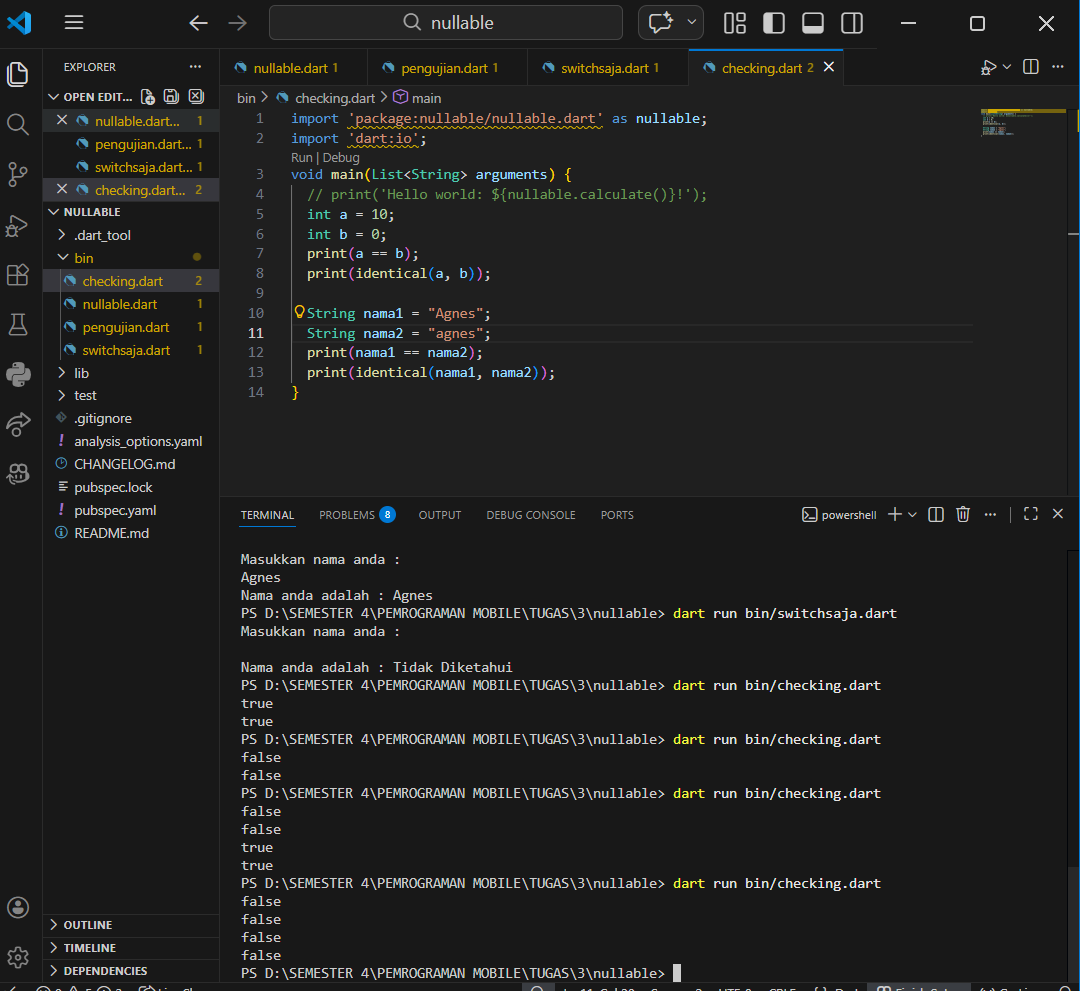 nullable
EXPLORER
nullable.dart 1
pengujian.dart 1
switchsaja.dart 1
checking.dart 2
OPEN EDIT...
nullable.dart... 1
pengujian.dart... 1
switchsaja.dart... 1
checking.dart... 2
NULLABLE
.dart_tool
bin
checking.dart 2
nullable.dart 1
pengujian.dart 1
switchsaja.dart 1
lib
test
.gitignore
analysis_options.yaml
CHANGELOG.md
pubspec.lock
pubspec.yaml
README.md
OUTLINE
TIMELINE
DEPENDENCIES
bin > checking.dart > main
1 import 'package:nullable/nullable.dart' as nullable;
2 import 'dart:io';
Run | Debug
3 void main(List<String> arguments) {
4 // print('Hello world: ${nullable.calculate()}!');
5 int a = 10;
6 int b = 0;
7 print(a == b);
8 print(identical(a, b));
9
10 String nama1 = "Agnes";
11 String nama2 = "agnes";
12 print(nama1 == nama2);
13 print(identical(nama1, nama2));
14 }
TERMINAL PROBLEMS 8 OUTPUT DEBUG CONSOLE PORTS
powershell
Masukkan nama anda :
Agnes
Nama anda adalah : Agnes
PS D:\SEMESTER 4\PEMROGRAMAN MOBILE\TUGAS\3\nullable> dart run bin/switchsaja.dart
Masukkan nama anda :
Nama anda adalah : Tidak Diketahui
PS D:\SEMESTER 4\PEMROGRAMAN MOBILE\TUGAS\3\nullable> dart run bin/checking.dart
true
true
PS D:\SEMESTER 4\PEMROGRAMAN MOBILE\TUGAS\3\nullable> dart run bin/checking.dart
false
false
PS D:\SEMESTER 4\PEMROGRAMAN MOBILE\TUGAS\3\nullable> dart run bin/checking.dart
false
false
true
true
PS D:\SEMESTER 4\PEMROGRAMAN MOBILE\TUGAS\3\nullable> dart run bin/checking.dart
false
false
false
false
PS D:\SEMESTER 4\PEMROGRAMAN MOBILE\TUGAS\3\nullable>